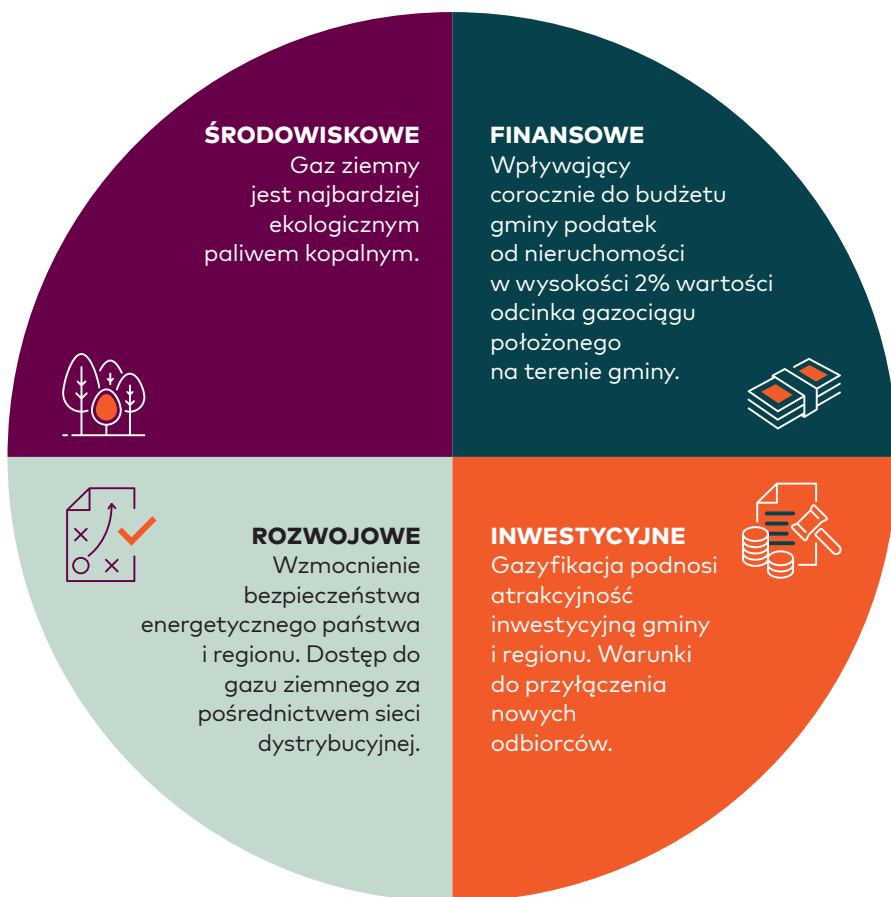 ŚRODOWISKOWE
Gaz ziemny
jest najbardziej
ekologicznym
paliwem kopalnym.
FINANSOWE
Wpływający
corocznie do budżetu
gminy podatek
od nieruchomości
w wysokości 2% wartości
odcinka gazociągu
położonego
na terenie gminy.
ROZWOJOWE
Wzmocnienie
bezpieczeństwa
energetycznego państwa
i regionu. Dostęp do
gazu ziemnego za
pośrednictwem sieci
dystrybucyjnej.
INWESTYCYJNE
Gazyfikacja podnosi
atrakcyjność
inwestycyjną gminy
i regionu. Warunki
do przyłączenia
nowych
odbiorców.